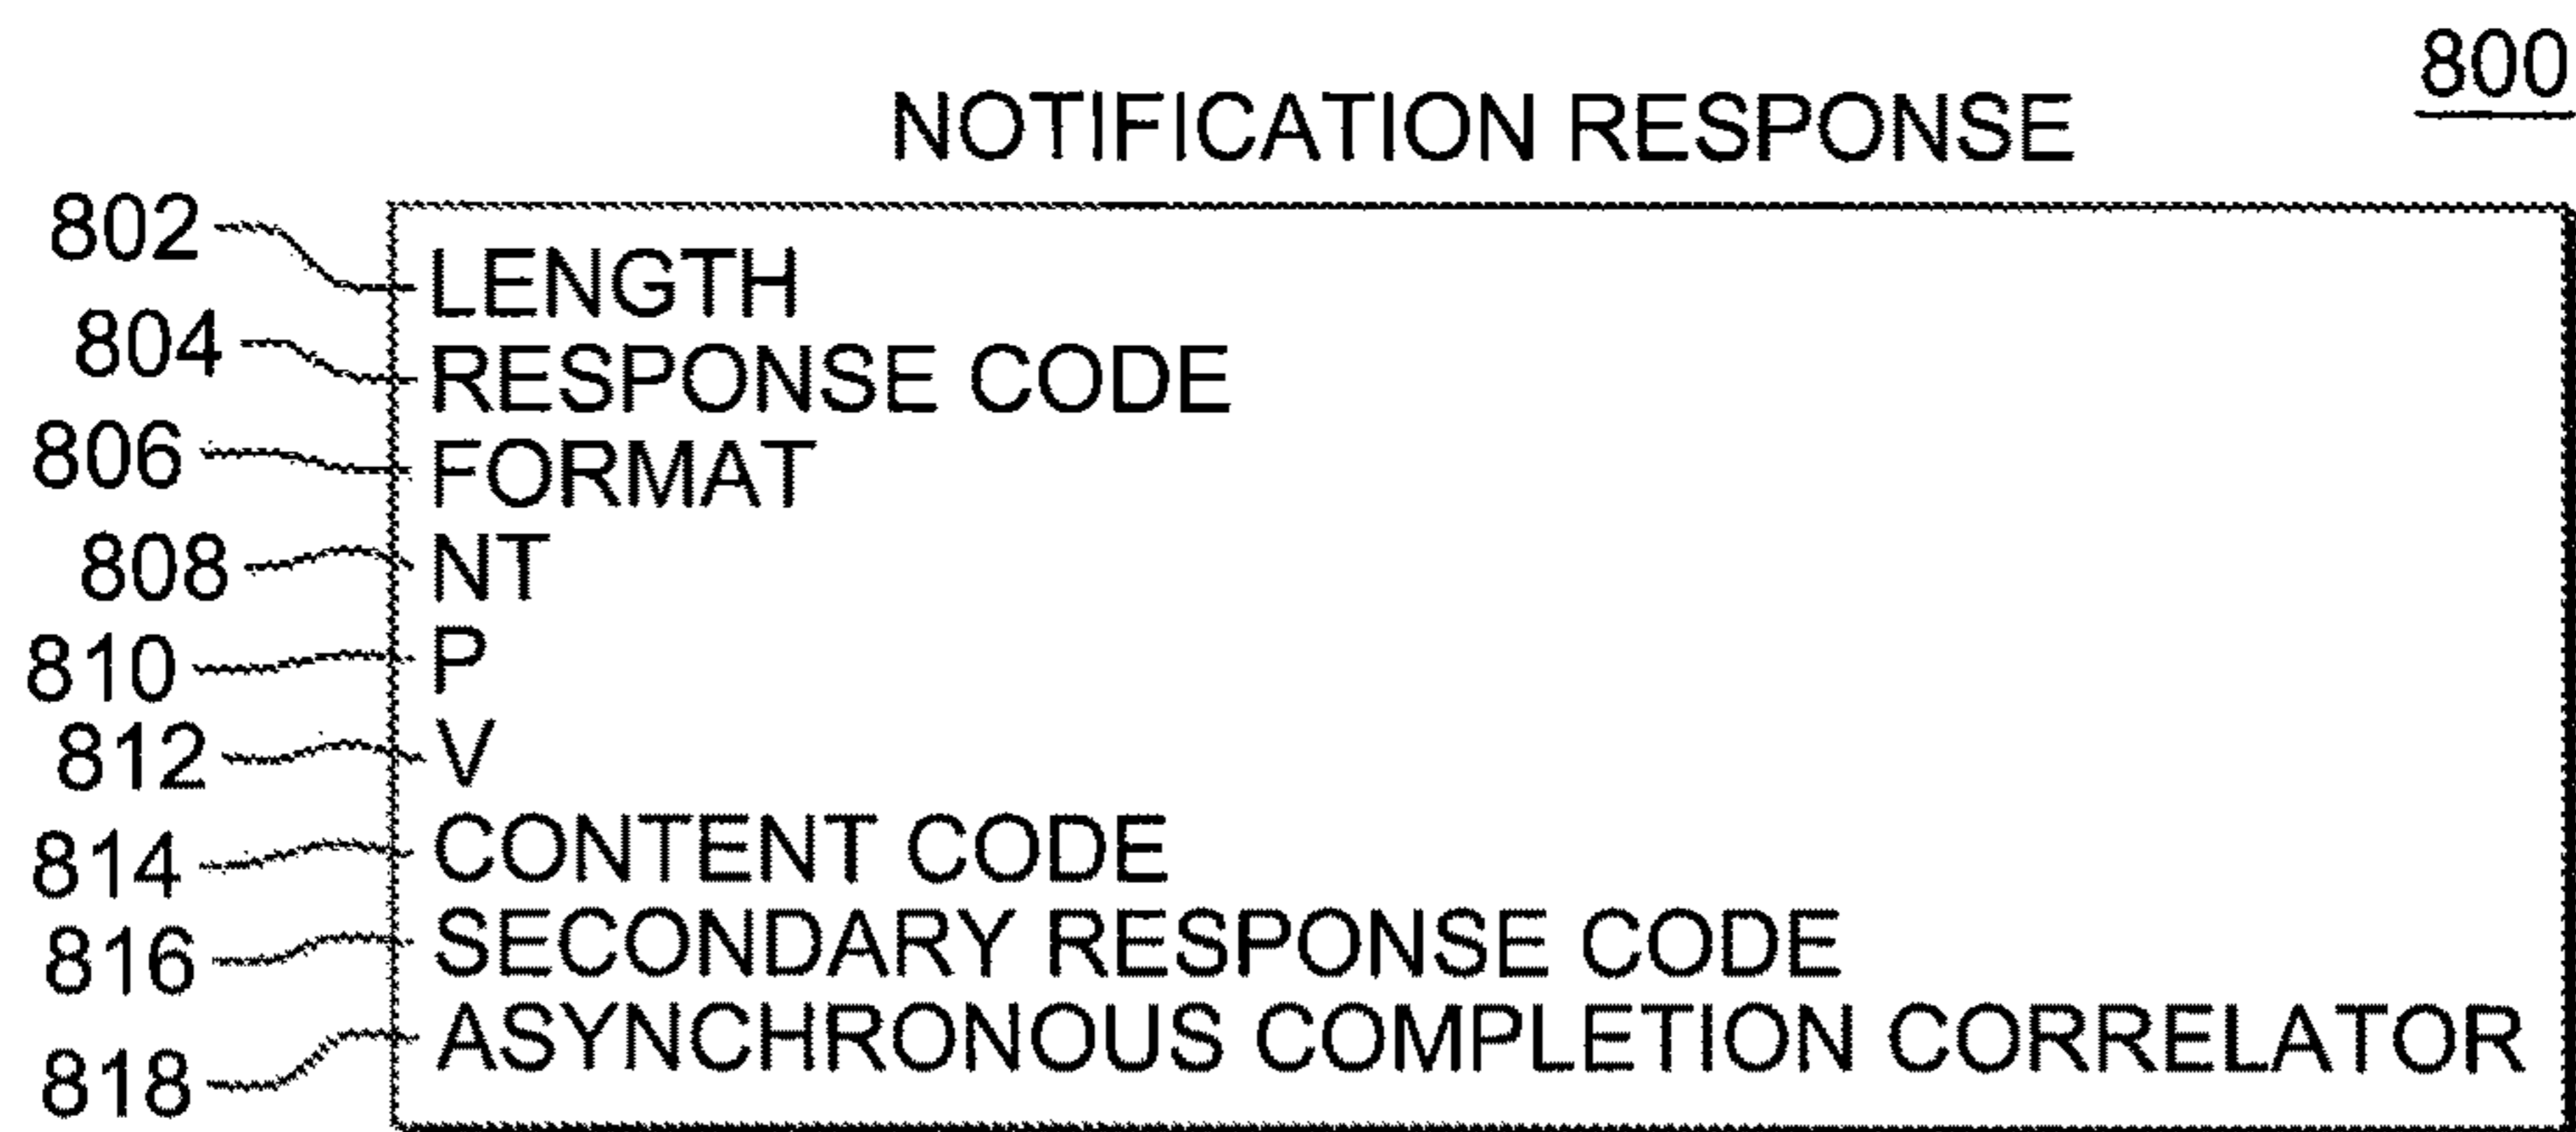 800
NOTIFICATION RESPONSE
802 LENGTH
804 RESPONSE CODE
806 FORMAT
808 NT
810 P
812 V
814 CONTENT CODE
816 SECONDARY RESPONSE CODE
818 ASYNCHRONOUS COMPLETION CORRELATOR